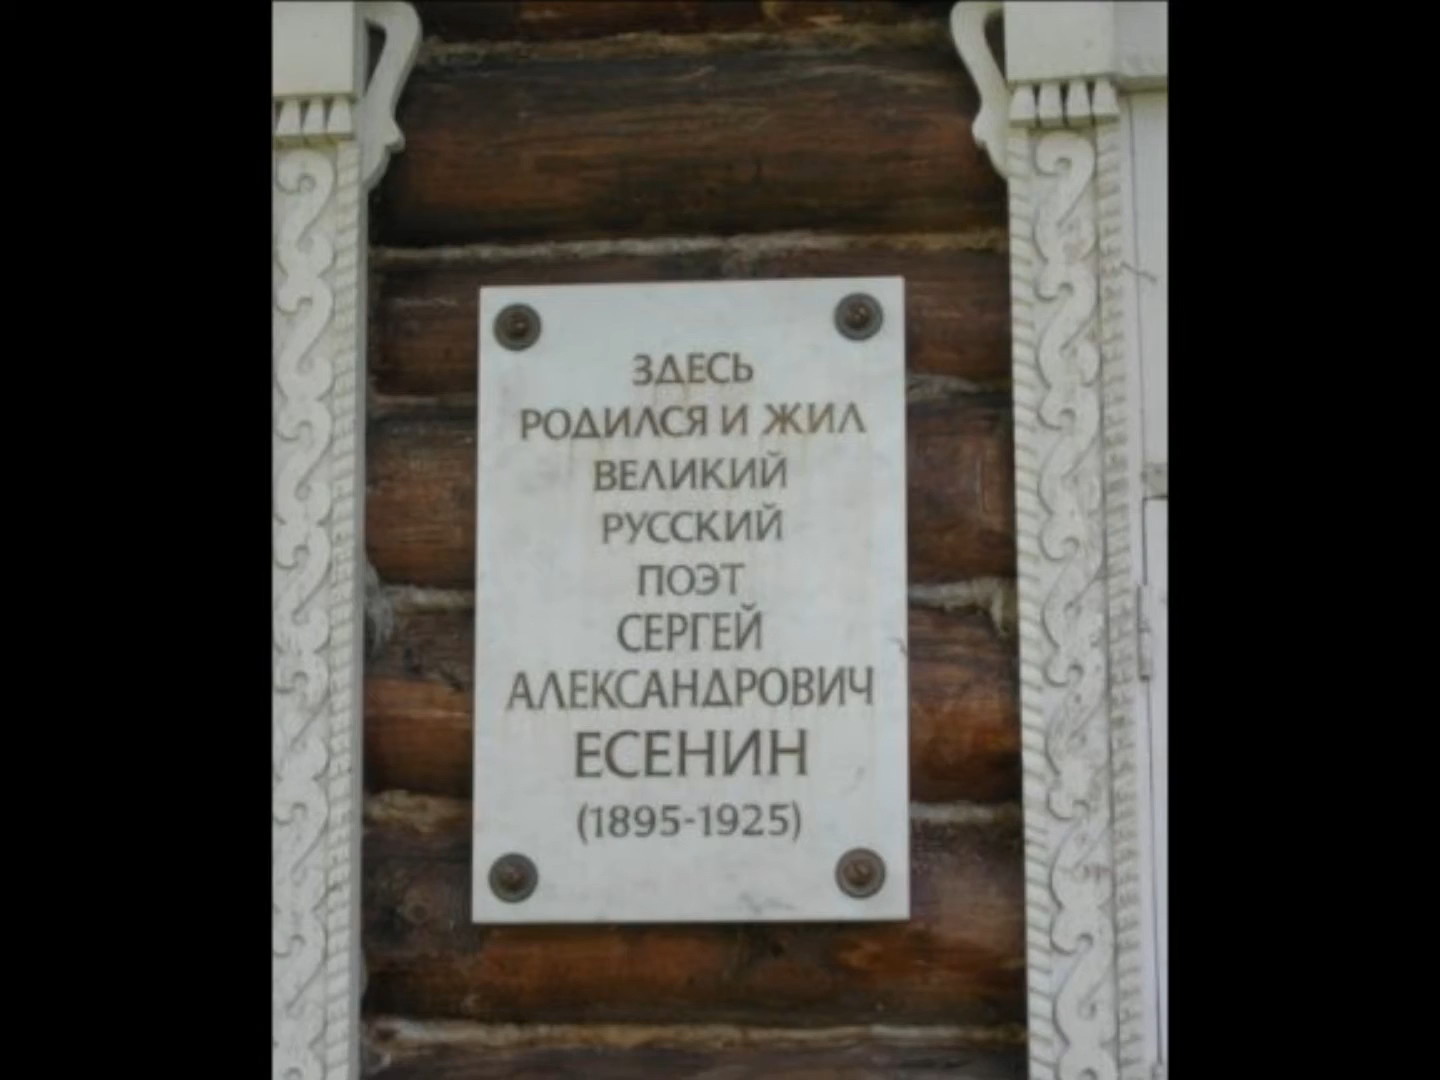 ЗДЕСЬ
РОДИЛСЯ И ЖИЛ
ВЕЛИКИЙ
РУССКИЙ
ПОЭТ
СЕРГЕЙ
АЛЕКСАНДРОВИЧ
ЕСЕНИН
(1895-1925)